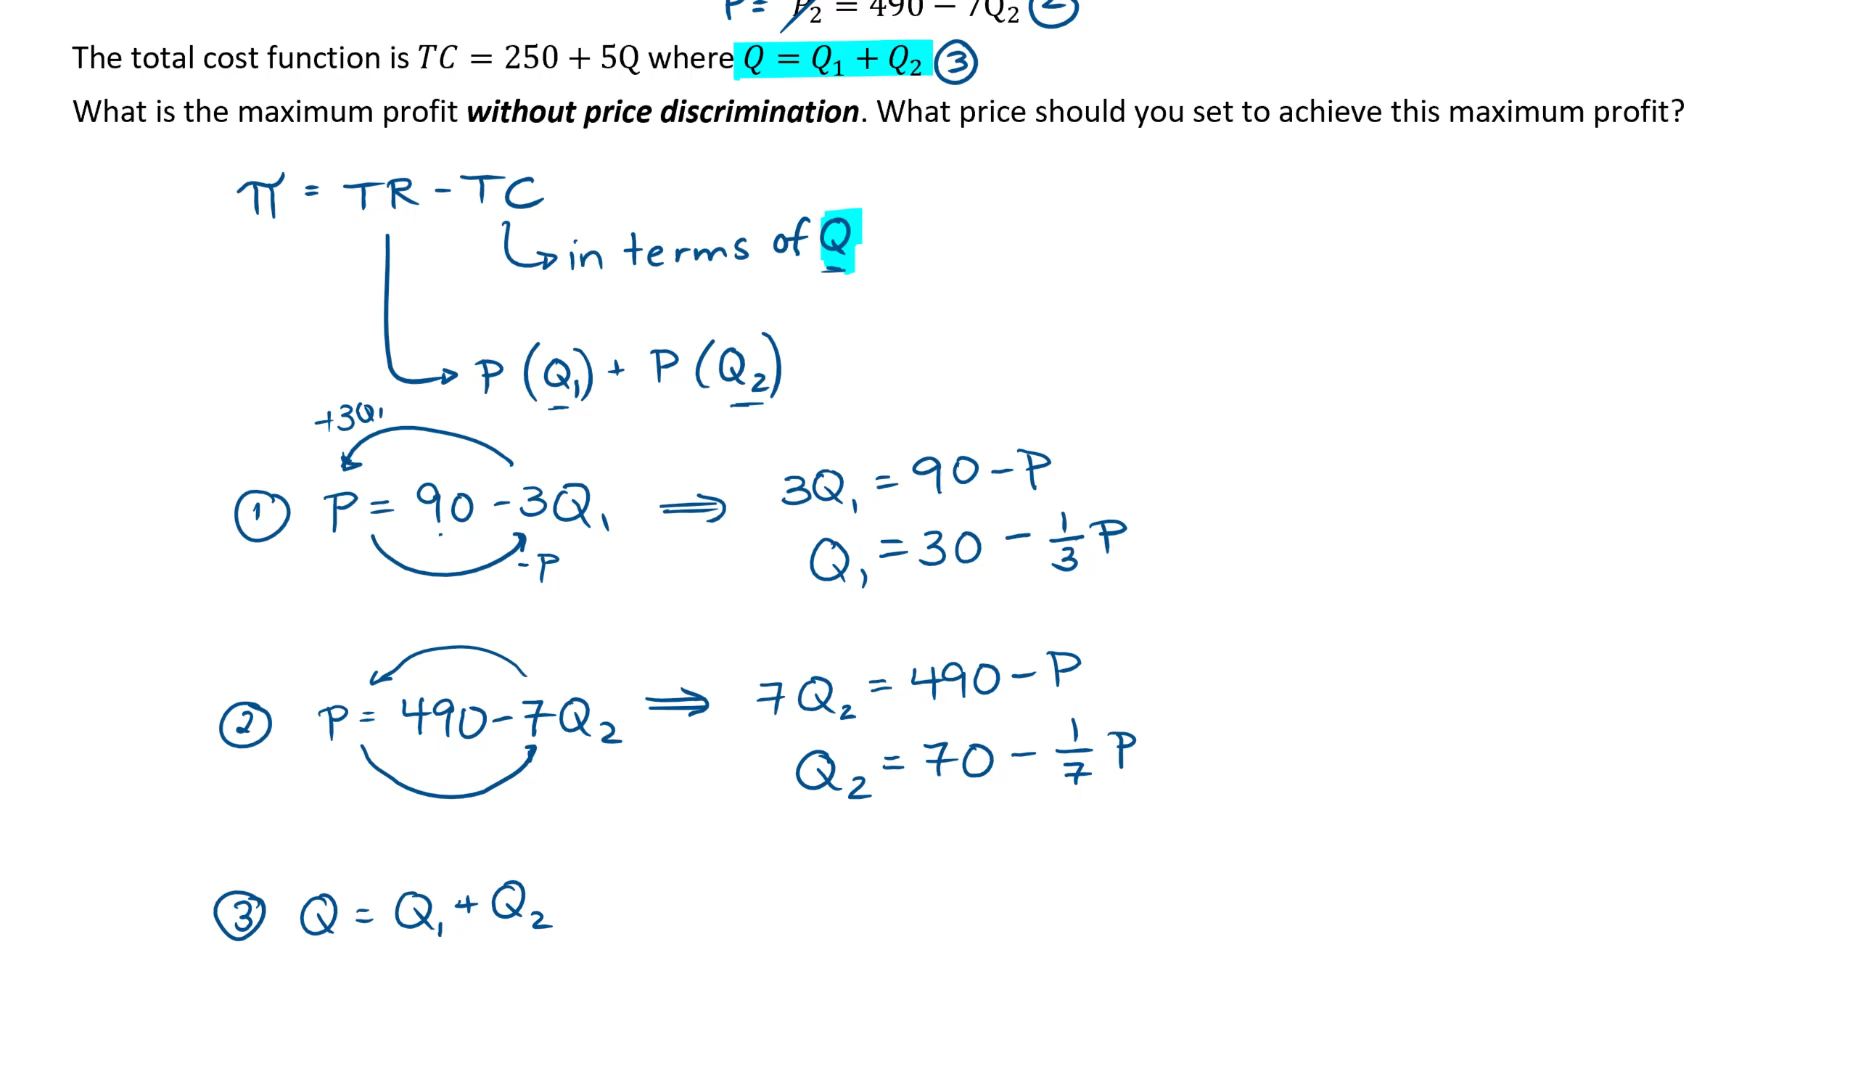 P = P₂ = 490 − 7Q₂ ②
The total cost function is TC = 250 + 5Q where Q = Q₁ + Q₂ ③
What is the maximum profit without price discrimination. What price should you set to achieve this maximum profit?
π = TR - TC
in terms of Q
P (Q₁) + P (Q₂)
+3Q₁
① P = 90 - 3Q₁ ⇒ 3Q₁ = 90 - P
-P
Q₁ = 30 - 1/3 P
② P = 490 - 7Q₂ ⇒ 7Q₂ = 490 - P
Q₂ = 70 - 1/7 P
③ Q = Q₁ + Q₂